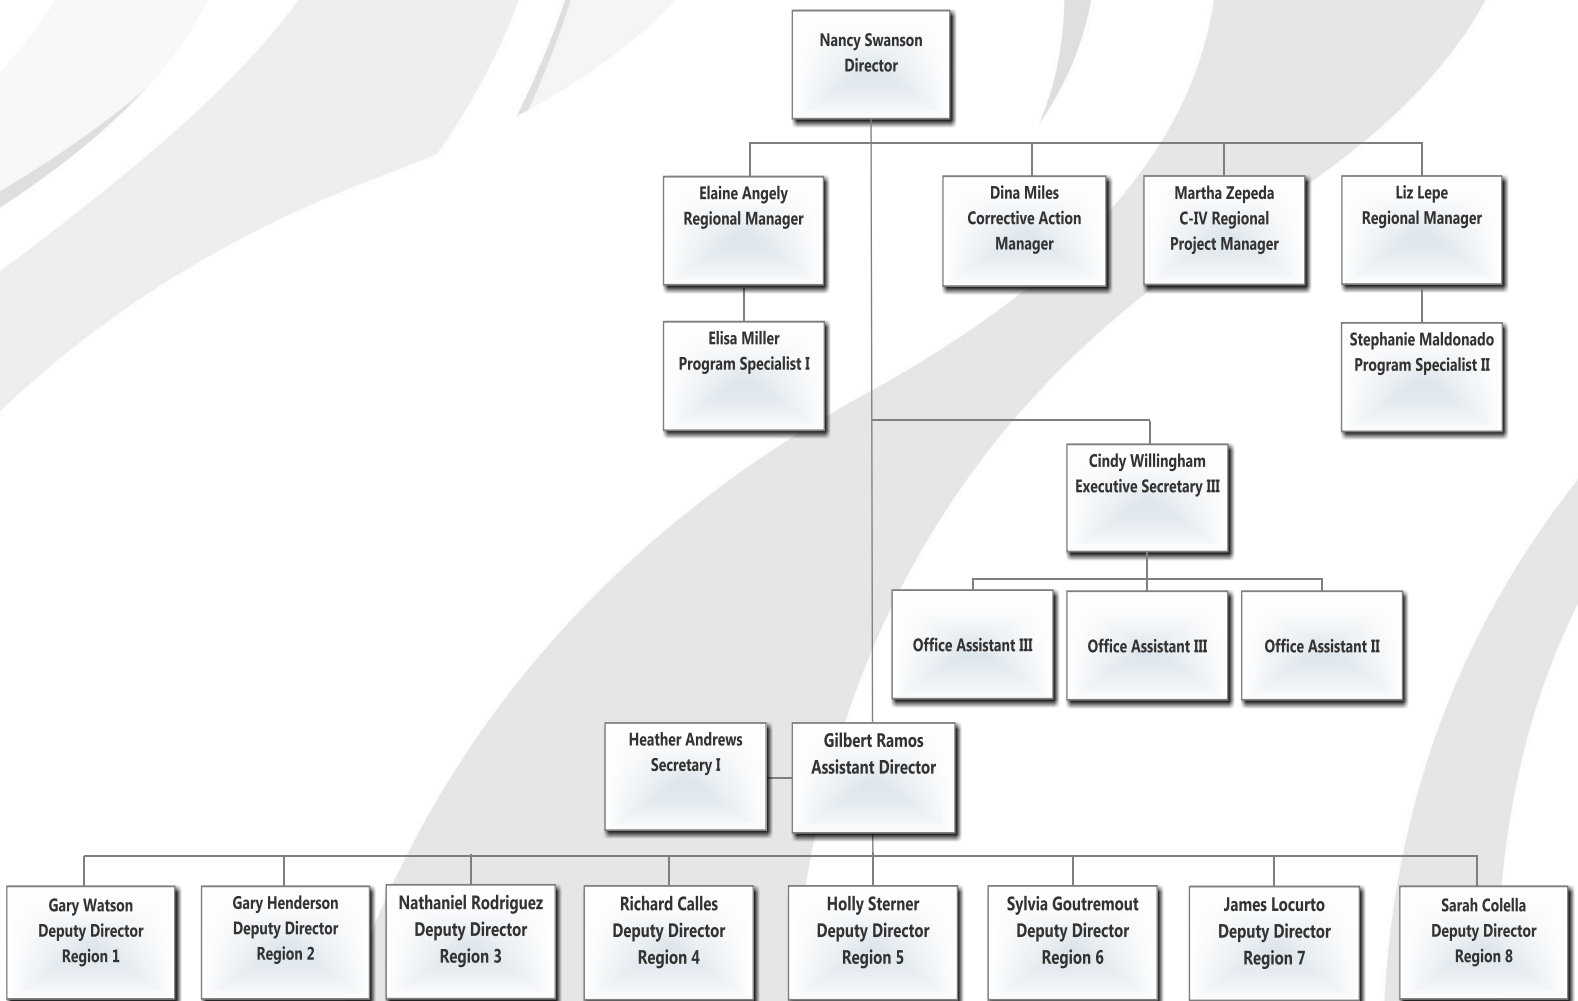 Nancy Swanson
Director
Elaine Angely
Regional Manager
Dina Miles
Corrective Action
Manager
Martha Zepeda
C-IV Regional
Project Manager
Liz Lepe
Regional Manager
Elisa Miller
Program Specialist I
Stephanie Maldonado
Program Specialist II
Cindy Willingham
Executive Secretary III
Office Assistant III
Office Assistant III
Office Assistant II
Heather Andrews
Secretary I
Gilbert Ramos
Assistant Director
Gary Watson
Deputy Director
Region 1
Gary Henderson
Deputy Director
Region 2
Nathaniel Rodriguez
Deputy Director
Region 3
Richard Calles
Deputy Director
Region 4
Holly Sterner
Deputy Director
Region 5
Sylvia Goutremout
Deputy Director
Region 6
James Locurto
Deputy Director
Region 7
Sarah Colella
Deputy Director
Region 8